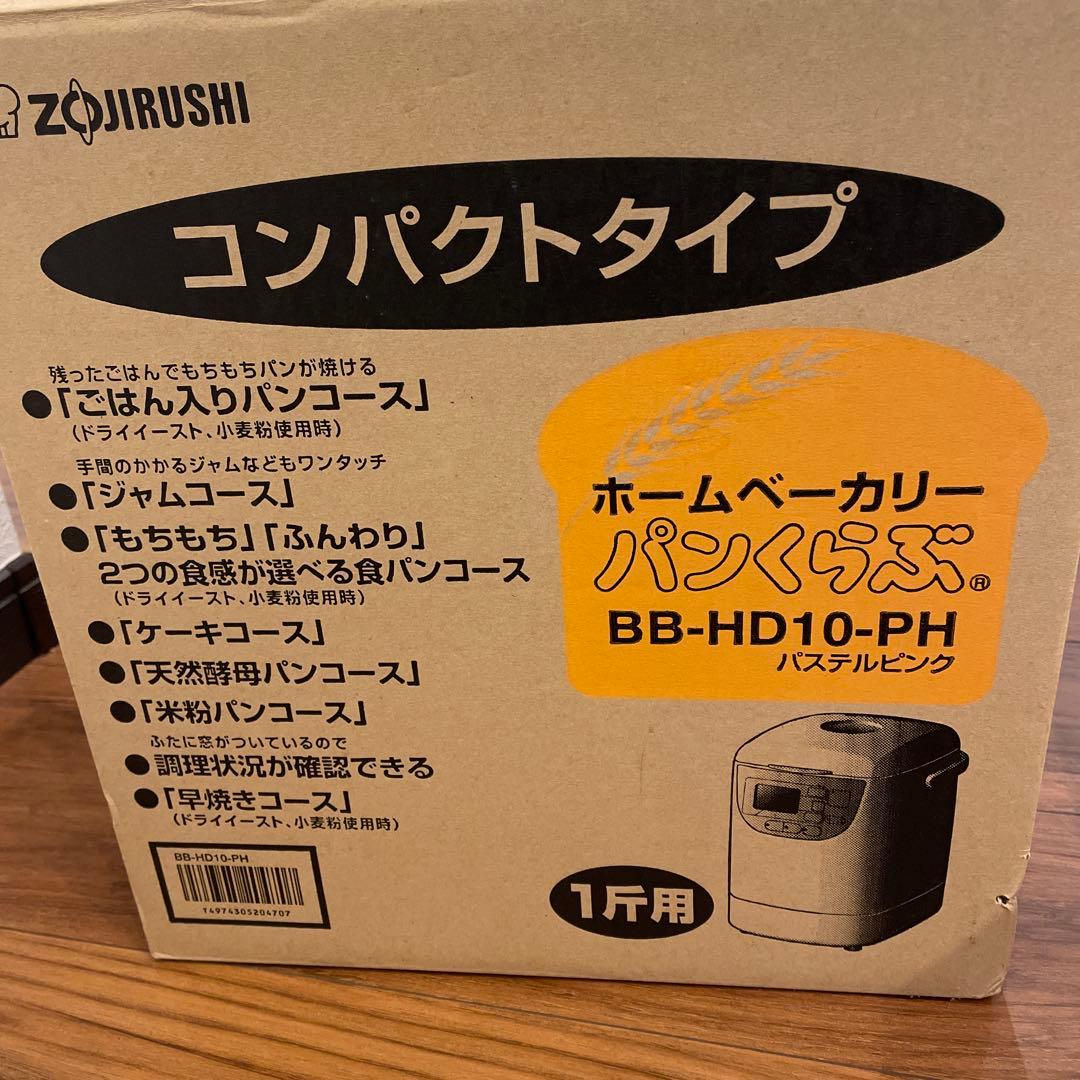 ZOJIRUSHI
コンパクトタイプ
残ったごはんでもちもちパンが焼ける
●「ごはん入りパンコース」
(ドライイースト、小麦粉使用時)
手間のかかるジャムなどもワンタッチ
●「ジャムコース」
●「もちもち」「ふんわり」
2つの食感が選べる食パンコース
(ドライイースト、小麦粉使用時)
●「ケーキコース」
●「天然酵母パンコース」
●「米粉パンコース」
ふたに窓がついているので
●調理状況が確認できる
●「早焼きコース」
(ドライイースト、小麦粉使用時)
ホームベーカリー
パンくらぶ®
BB-HD10-PH
パステルピンク
BB-HD10-PH
4974305204707
1斤用